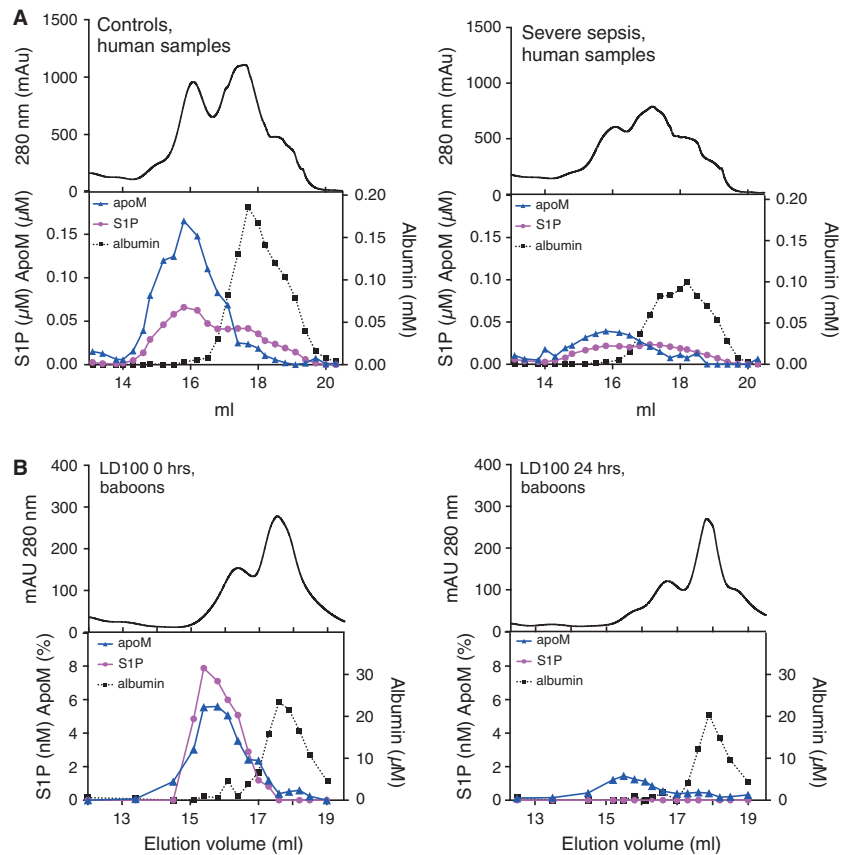 A
Controls,
human samples
1500
1000
500
0
280 nm (mAu)
apoM
S1P
albumin
0.15
0.10
0.05
0.00
S1P (µM) ApoM (µM)
0.20
0.15
0.10
0.05
0.00
Albumin (mM)
14 16 18 20
ml
Severe sepsis,
human samples
1500
1000
500
0
280 nm (mAu)
apoM
S1P
albumin
0.15
0.10
0.05
0.00
S1P (µM) ApoM (µM)
0.20
0.15
0.10
0.05
0.00
Albumin (mM)
14 16 18 20
ml
B
LD100 0 hrs,
baboons
400
300
200
100
0
mAU 280 nm
apoM
S1P
albumin
8
6
4
2
0
S1P (nM) ApoM (%)
30
20
10
0
Albumin (µM)
13 15 17 19
Elution volume (ml)
LD100 24 hrs,
baboons
400
300
200
100
0
mAU 280 nm
apoM
S1P
albumin
8
6
4
2
0
S1P (nM) ApoM (%)
30
20
10
0
Albumin (µM)
13 15 17 19
Elution volume (ml)